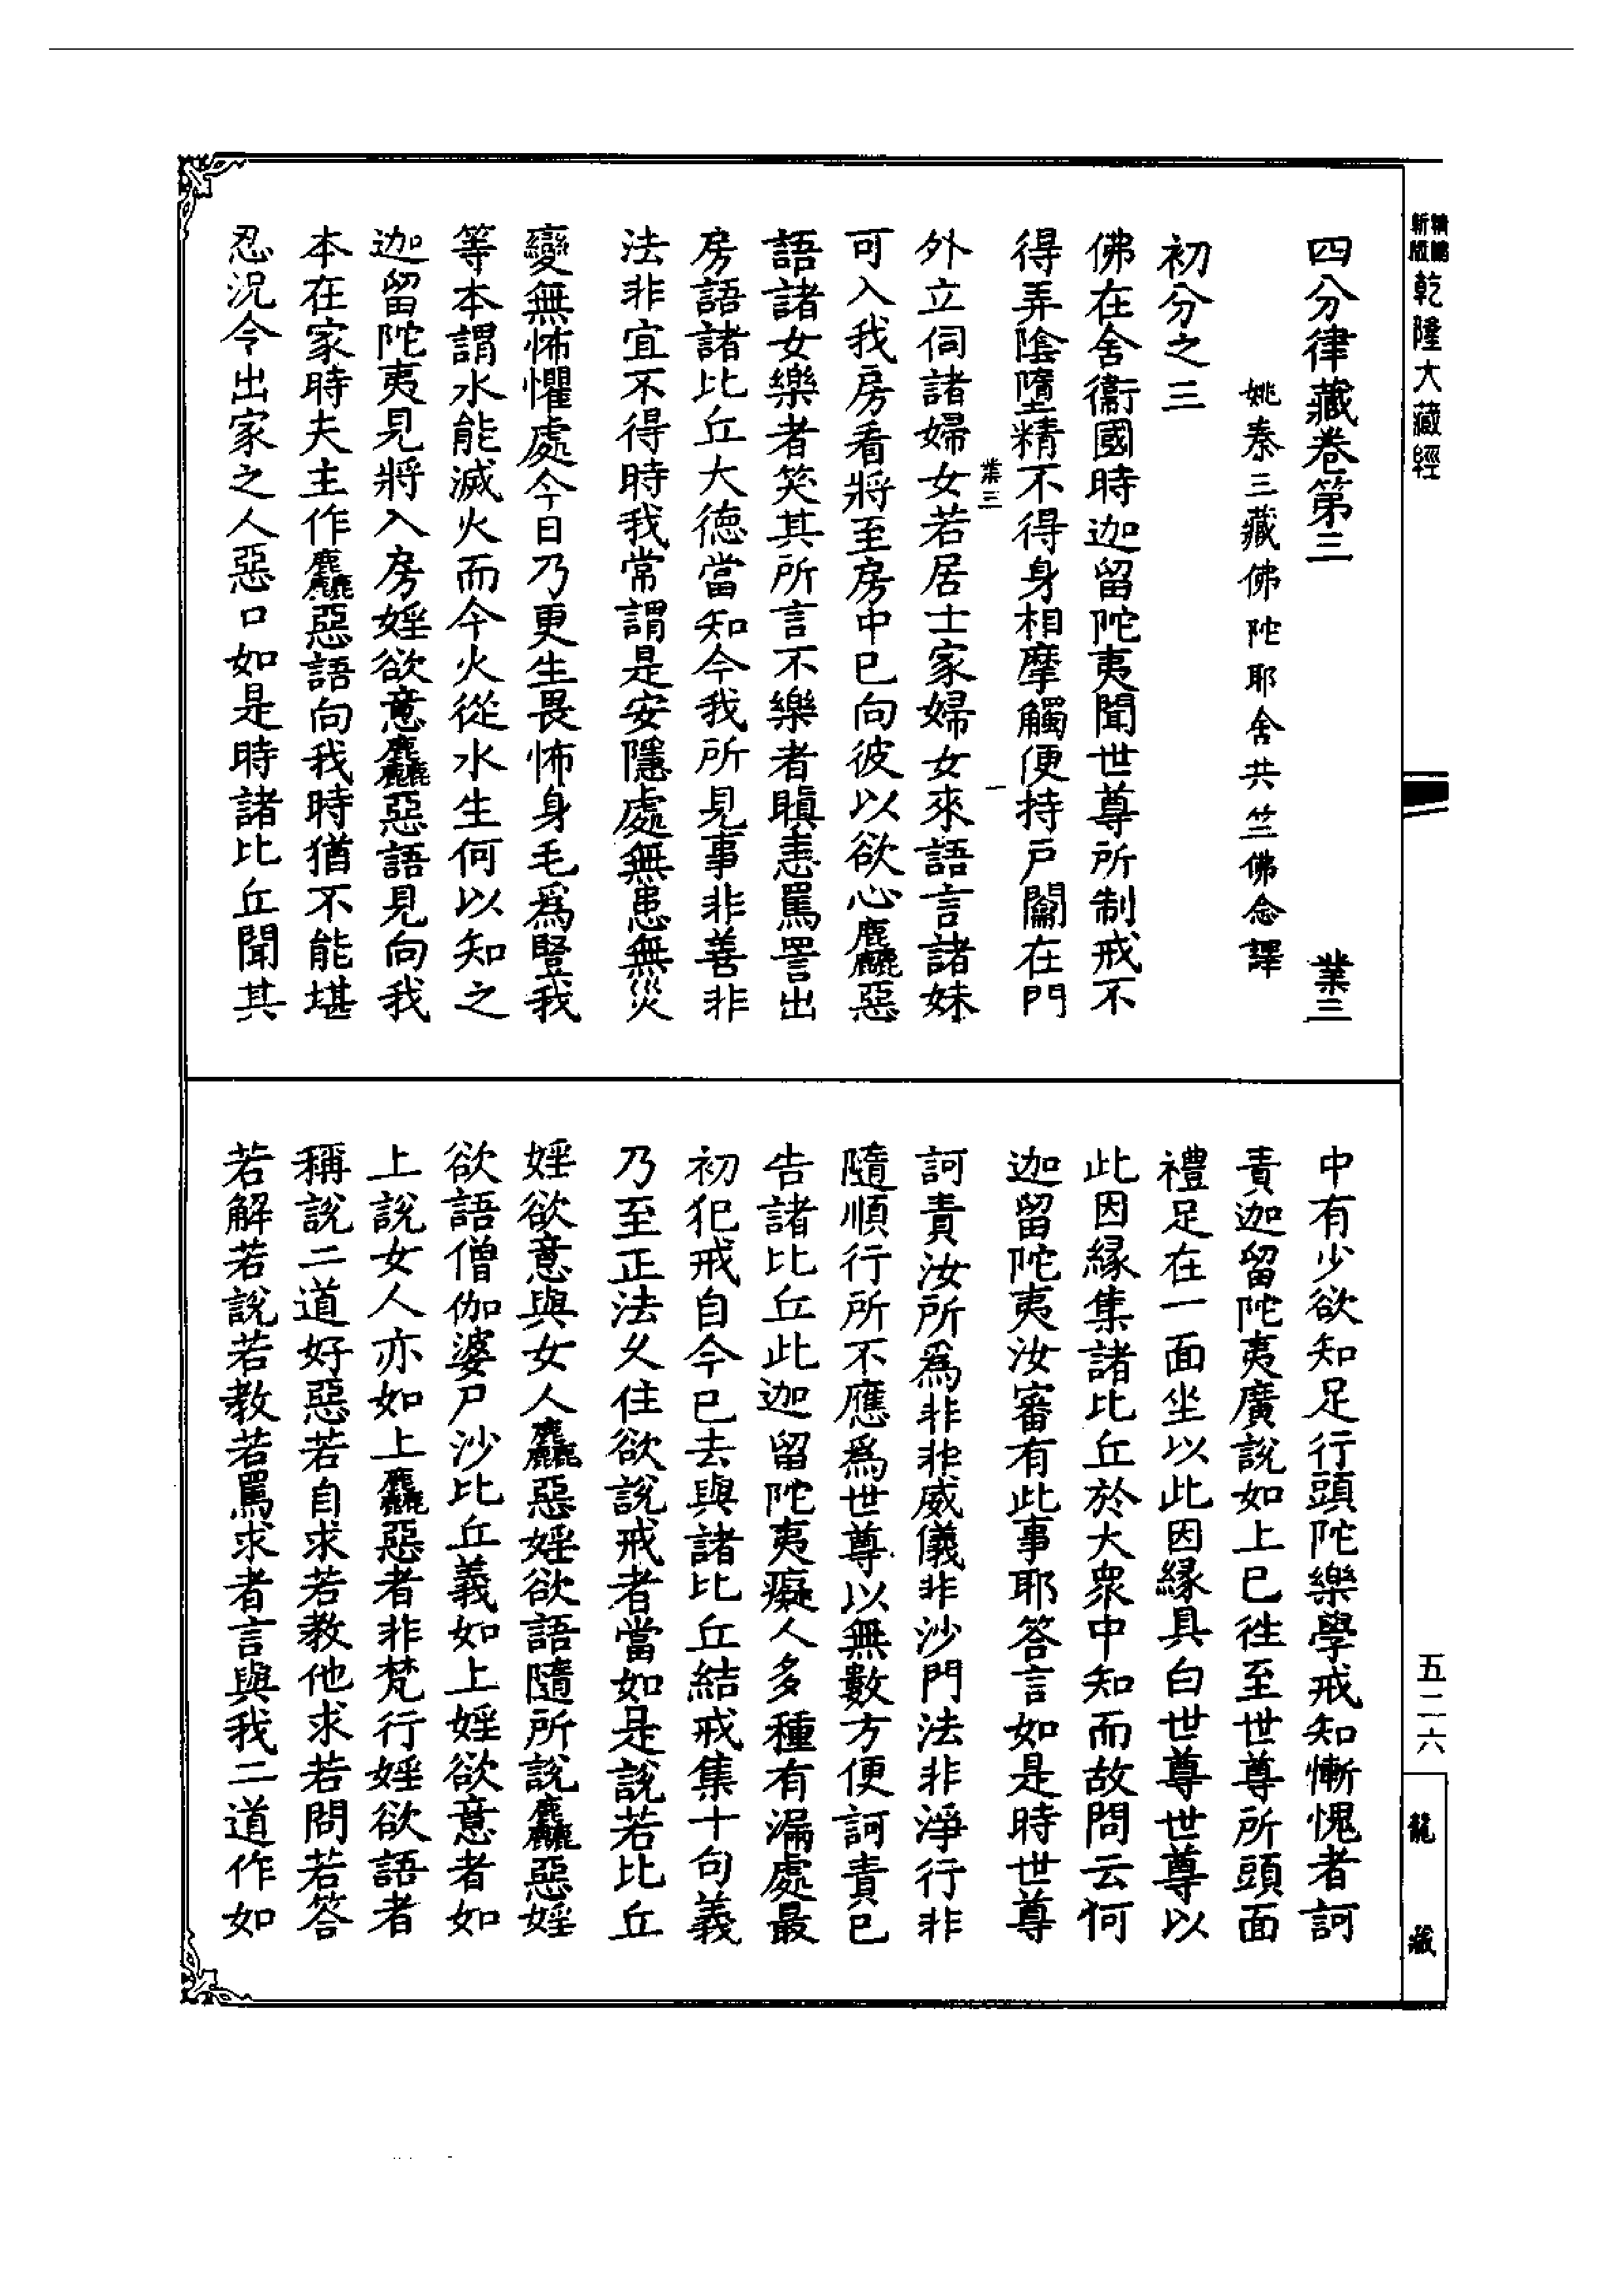 新版 精縮 乾隆大藏經
四分律藏卷第三 業三
姚秦三藏佛陀耶舍共竺佛念譯
初分之三
佛在舍衞國時迦留陀夷聞世尊所制戒不
得弄陰墮精不得身相摩觸便持戶鬮在門
業三 一
外立伺諸婦女若居士家婦女來語言諸妹
可入我房看將至房中已向彼以欲心麤惡
語諸女樂者笑其所言不樂者瞋恚罵詈出
房語諸比丘大德當知今我所見事非善非
法非宜不得時我常謂是安隱處無患無災
變無怖懼處今日乃更生畏怖身毛爲豎我
等本謂水能滅火而今火從水生何以知之
迦留陀夷見將入房婬欲意麤惡語見向我
本在家時夫主作麤惡語向我時猶不能堪
忍況今出家之人惡口如是時諸比丘聞其
中有少欲知足行頭陀樂學戒知慚愧者訶
責迦留陀夷廣說如上已往至世尊所頭面
禮足在一面坐以此因緣具白世尊世尊以
此因緣集諸比丘於大衆中知而故問云何
迦留陀夷汝審有此事耶答言如是時世尊
訶責汝所爲非非威儀非沙門法非淨行非
隨順行所不應爲世尊以無數方便訶責已
告諸比丘此迦留陀夷癡人多種有漏處最
初犯戒自今已去與諸比丘結戒集十句義
乃至正法久住欲說戒者當如是說若比丘
婬欲意與女人麤惡婬欲語隨所說麤惡婬
欲語僧伽婆尸沙比丘義如上婬欲意者如
上說女人亦如上麤惡者非梵行婬欲語者
稱說二道好惡若自求若教他求若問若答
若解若說若教若罵求者言與我二道作如
五二六
龍藏